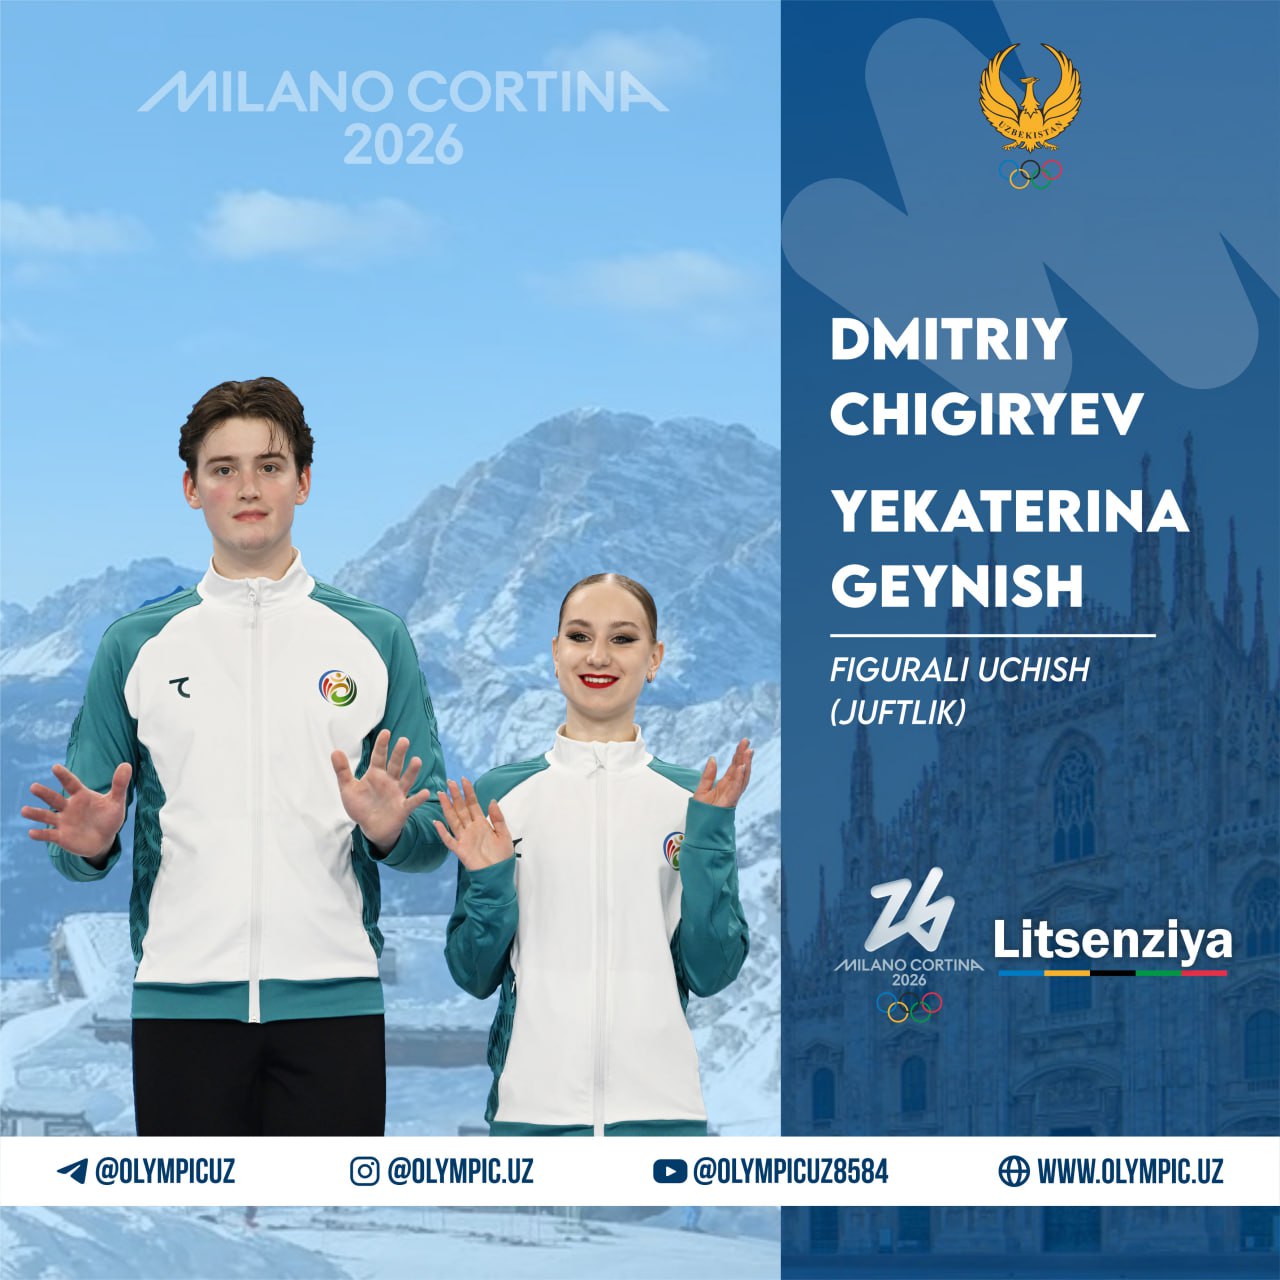 MILANO CORTINA
2026
UZBEKISTAN
DMITRIY
CHIGIRYEV
YEKATERINA
GEYNISH
FIGURALI UCHISH
(JUFTLIK)
26
MILANO CORTINA
2026
Litsenziya
@OLYMPICUZ
@OLYMPIC.UZ
@OLYMPICUZ8584
WWW.OLYMPIC.UZ